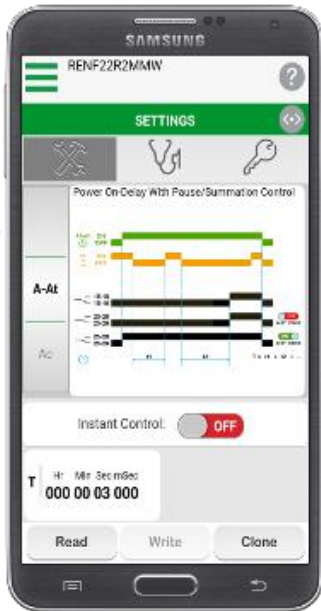 SAMSUNG
RENF22R2MMW
?
SETTINGS
Power On-Delay With Pause/Summation Control
A-At
Ac
Instant Control: OFF
T
Hr Min Sec mSec
000 00 03 000
Read Write Clone